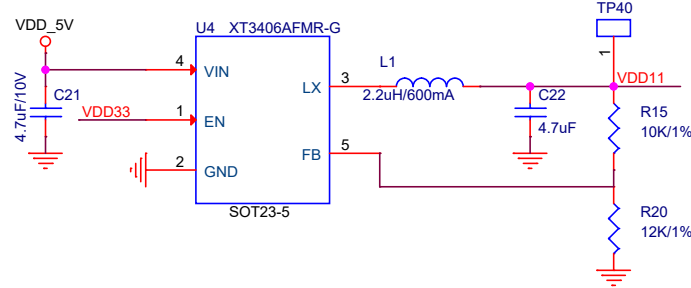 TP40
VDD_5V
U4 XT3406AFMR-G
1
4
VIN
L1
3
LX
2.2uH/600mA
VDD11
C21
4.7uF/10V
VDD33
1
EN
C22
4.7uF
R15
10K/1%
5
FB
2
GND
SOT23-5
R20
12K/1%